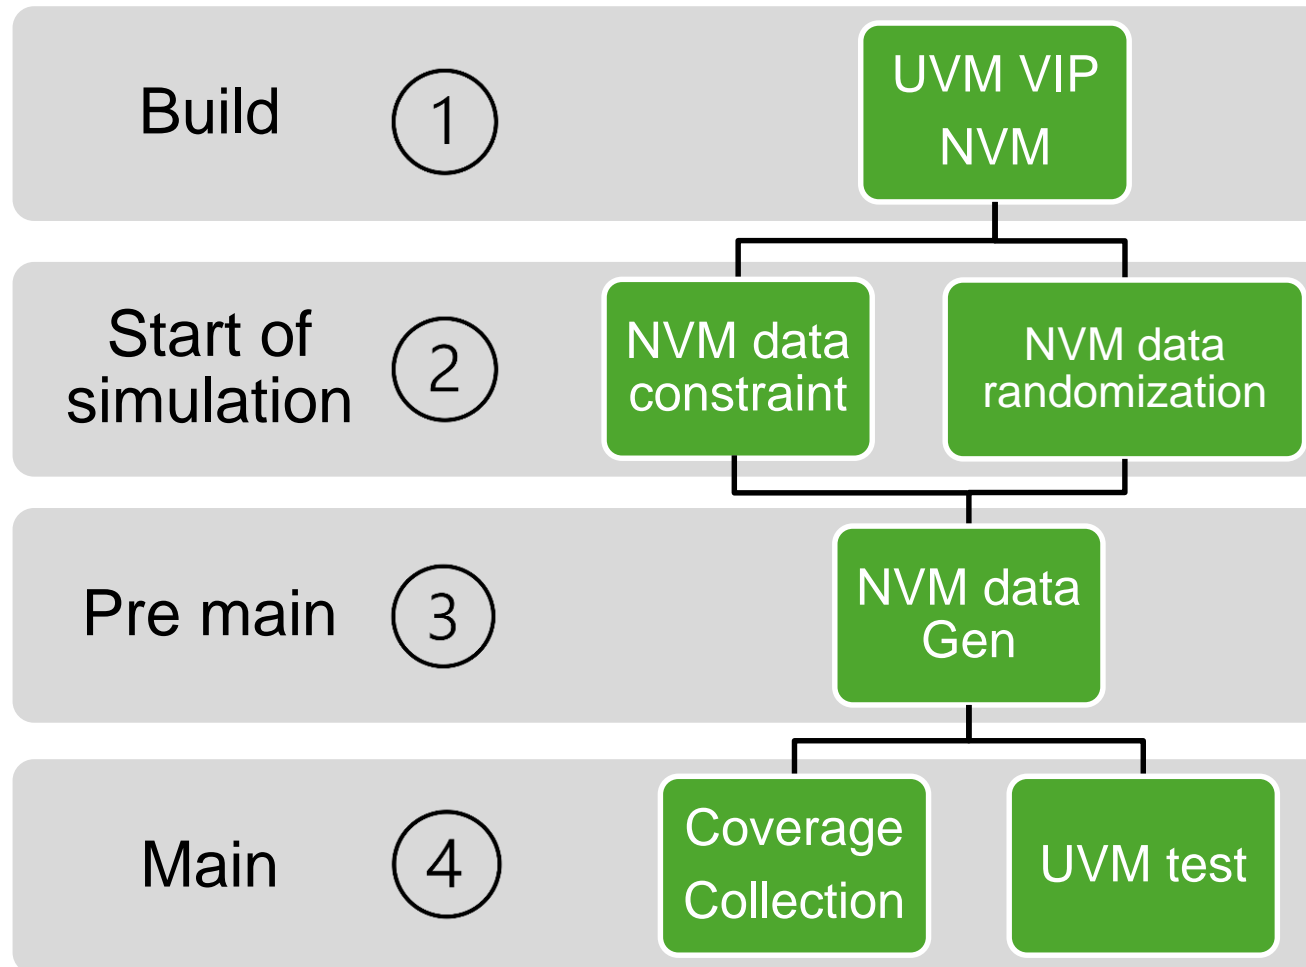 Build
1
UVM VIP
NVM
Start of
simulation
2
NVM data
constraint
NVM data
randomization
Pre main
3
NVM data
Gen
Main
4
Coverage
Collection
UVM test